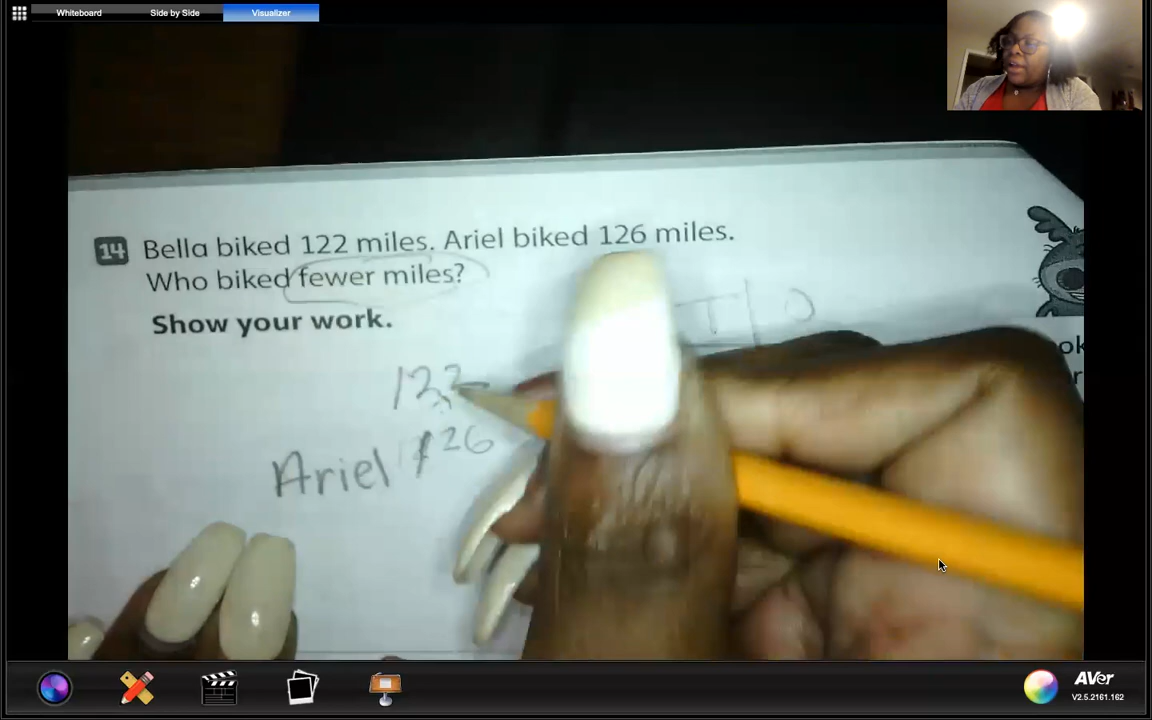 Whiteboard Side by Side Visualizer
14 Bella biked 122 miles. Ariel biked 126 miles.
Who biked fewer miles?
Show your work.
T O
122
Ariel 126
AVer
V2.5.2161.162